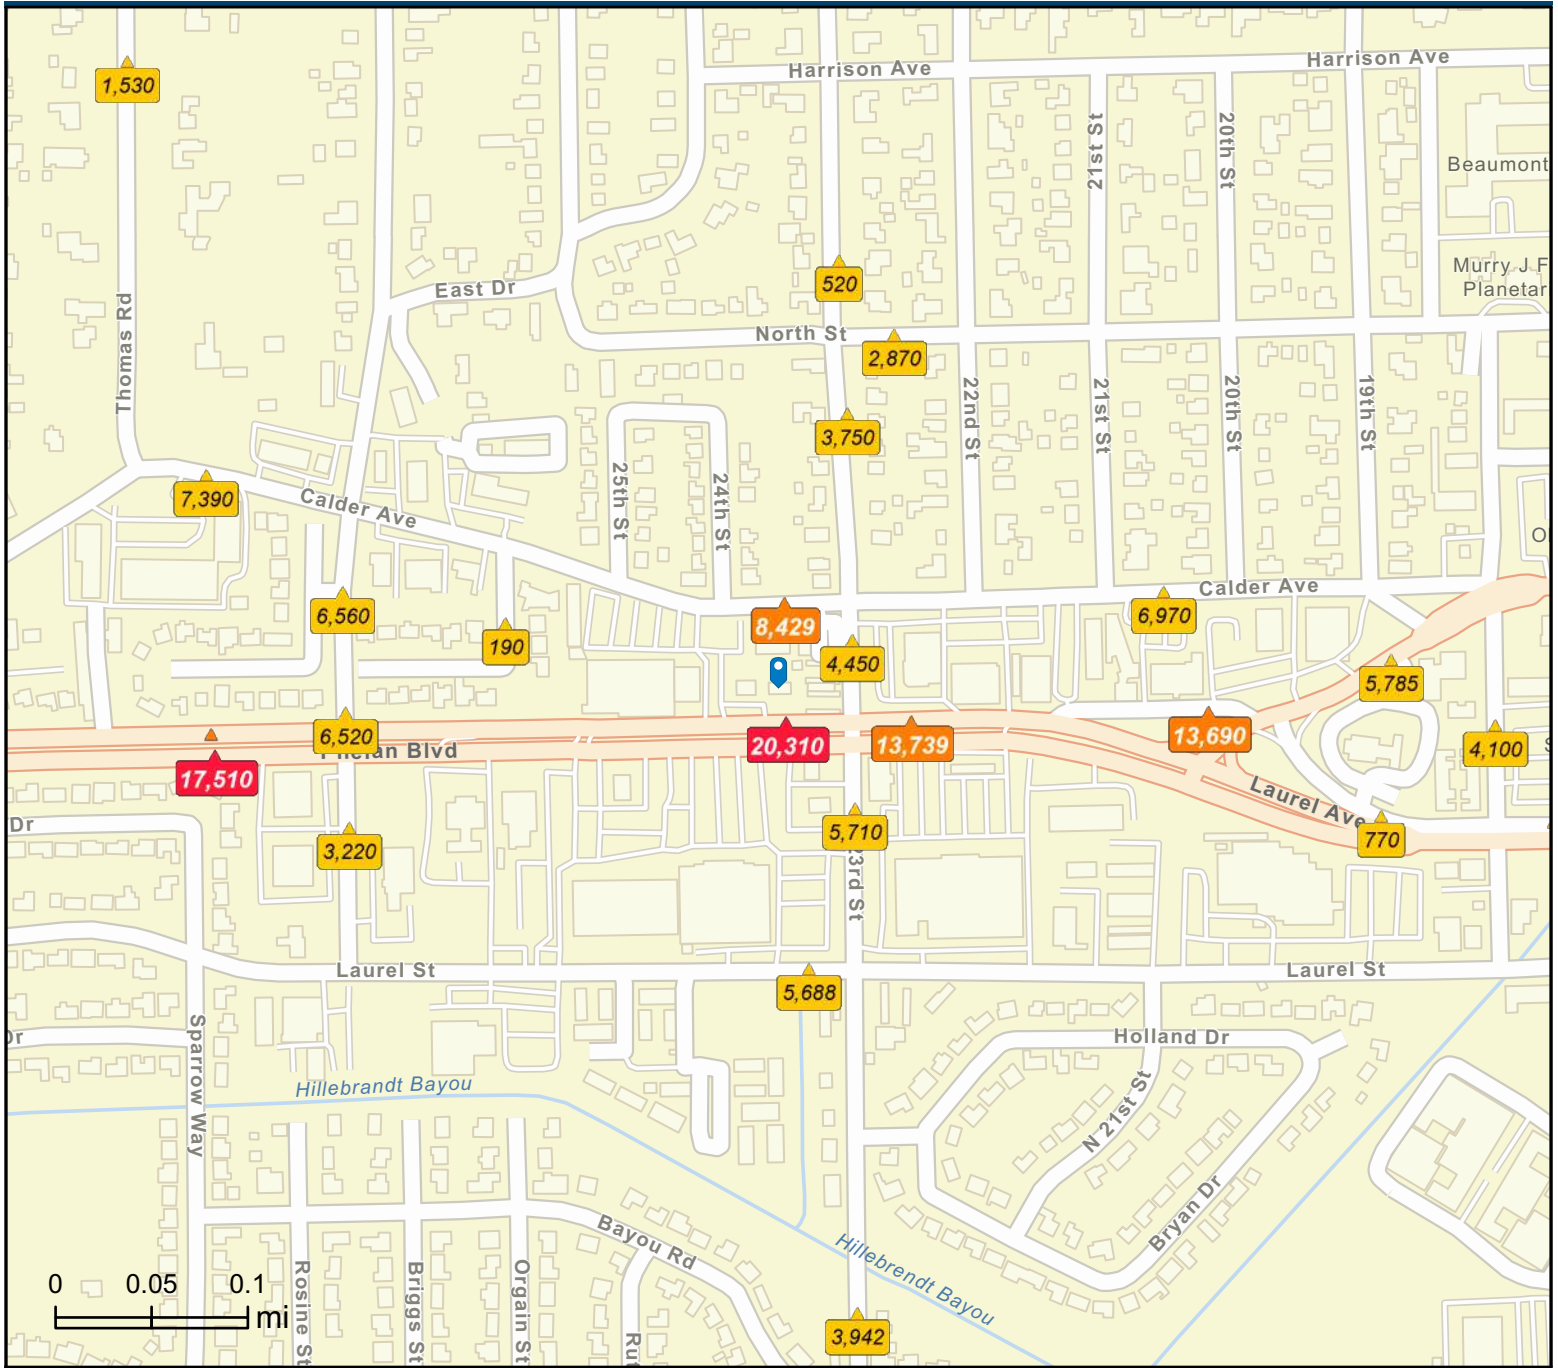 Harrison Ave
Harrison Ave
1,530
21st St
20th St
Beaumont
Murry J F
Planetar
520
East Dr
Thomas Rd
North St
2,870
3,750
22nd St
21st St
20th St
19th St
25th St
24th St
7,390
Calder Ave
Calder Ave
6,560
190
8,429
4,450
6,970
5,785
6,520
Phelan Blvd
20,310
13,739
13,690
4,100
17,510
Laurel Ave
Dr
3,220
5,710
770
23rd St
Laurel St
Laurel St
5,688
Dr
Sparrow Way
Holland Dr
Hillebrandt Bayou
N 21st St
Bryan Dr
Bayou Rd
Hillebrendt Bayou
Rosine St
Briggs St
Orgain St
Rut
0 0.05 0.1
mi
3,942